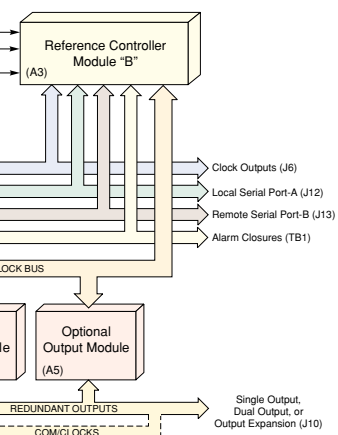 Reference Controller
Module “B”
(A3)
Clock Outputs (J6)
Local Serial Port-A (J12)
Remote Serial Port-B (J13)
Alarm Closures (TB1)
LOCK BUS
Optional
Output Module
(A5)
le
REDUNDANT OUTPUTS
Single Output,
Dual Output, or
Output Expansion (J10)
COM/CLOCKS